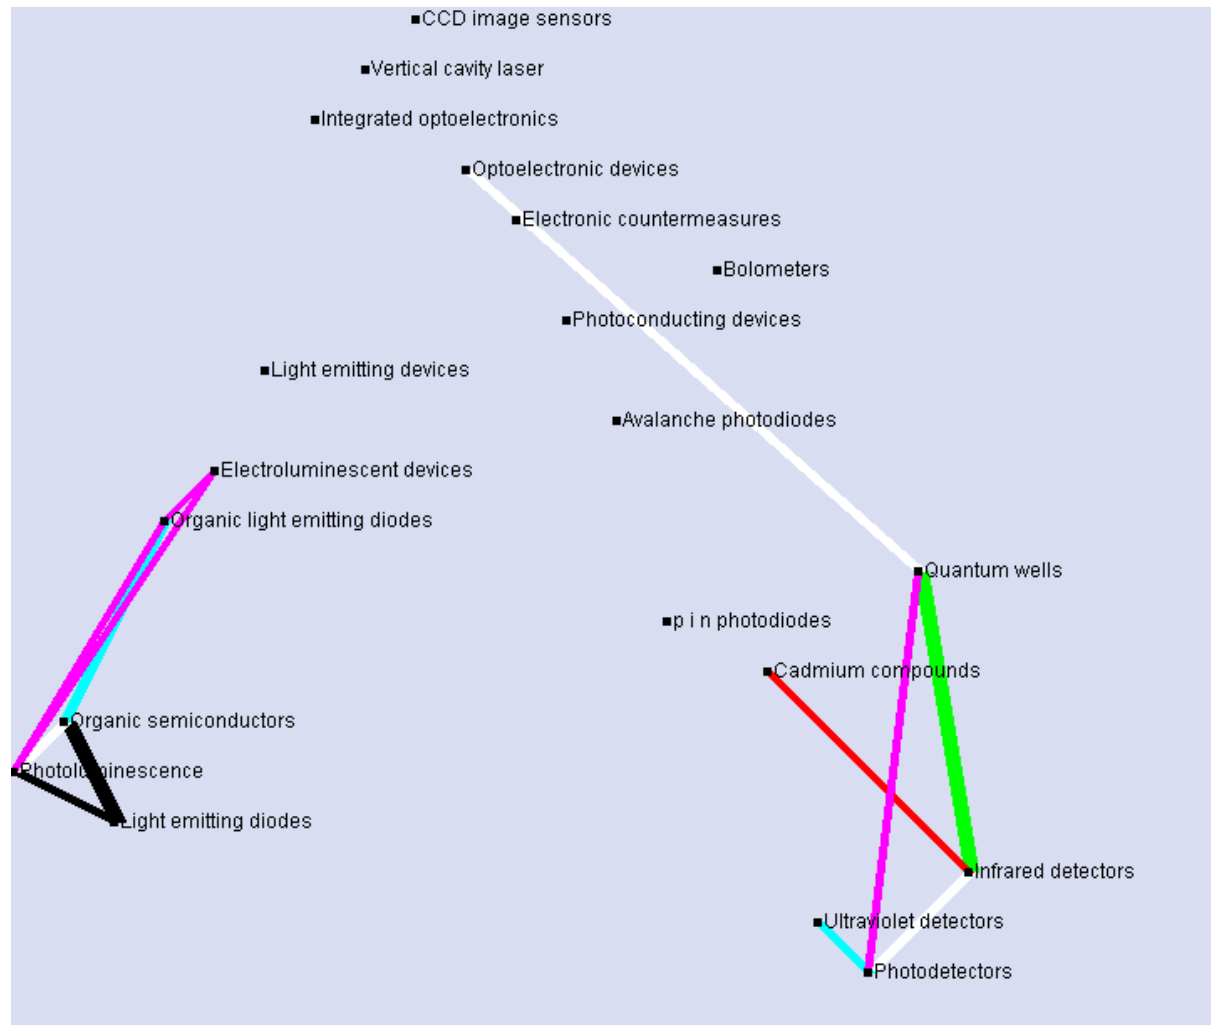 CCD image sensors
Vertical cavity laser
Integrated optoelectronics
Optoelectronic devices
Electronic countermeasures
Bolometers
Photoconducting devices
Light emitting devices
Avalanche photodiodes
Electroluminescent devices
Organic light emitting diodes
Quantum wells
p i n photodiodes
Cadmium compounds
Organic semiconductors
Photoluminescence
Light emitting diodes
Infrared detectors
Ultraviolet detectors
Photodetectors